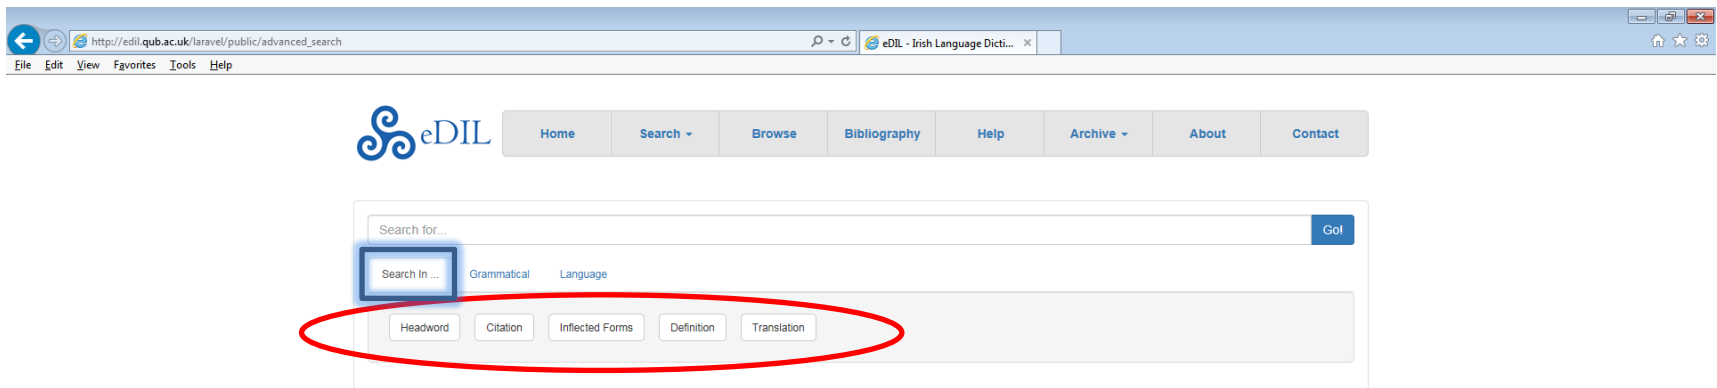 http://edil.qub.ac.uk/laravel/public/advanced_search
eDIL - Irish Language Dicti...
File Edit View Favorites Tools Help
eDIL Home Search Browse Bibliography Help Archive About Contact
Search for... Go!
Search In ... Grammatical Language
Headword Citation Inflected Forms Definition Translation